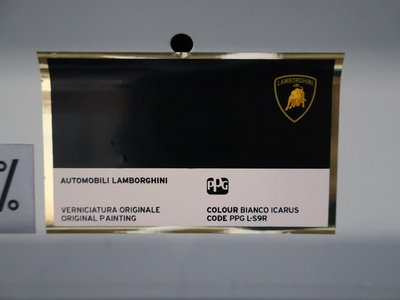 LAMBORGHINI
%
AUTOMOBILI LAMBORGHINI
PPG
VERNICIATURA ORIGINALE
ORIGINAL PAINTING
COLOUR BIANCO ICARUS
CODE PPG L-S9R